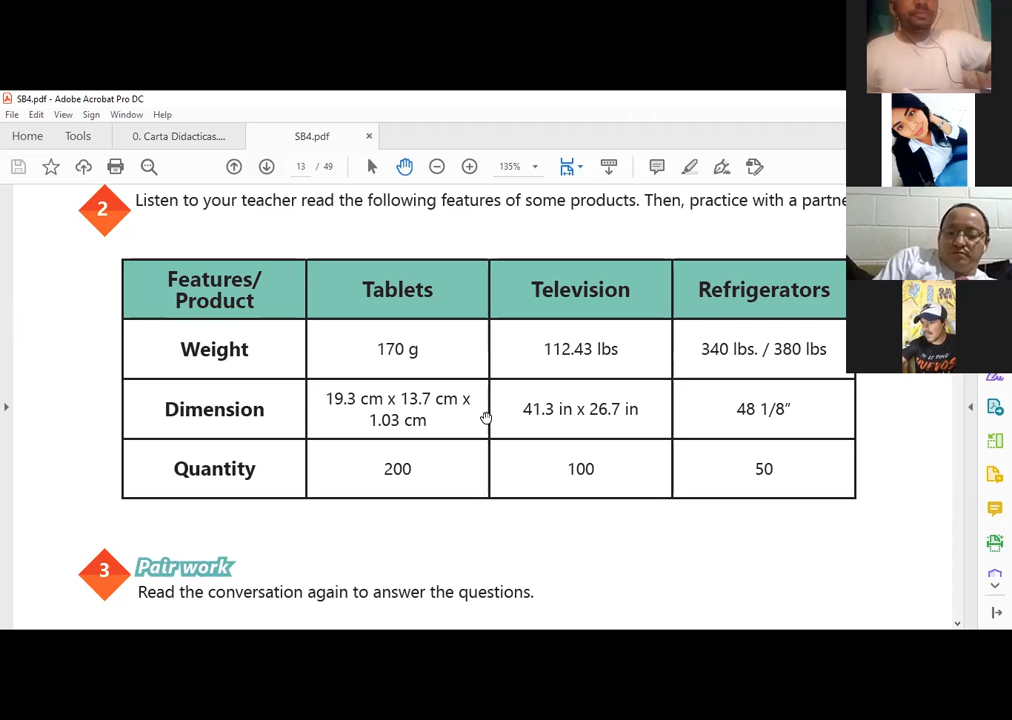 SB4.pdf - Adobe Acrobat Pro DC
File Edit View Sign Window Help
Home Tools 0. Carta Didacticas.... SB4.pdf ×
13 / 49 135%
2 Listen to your teacher read the following features of some products. Then, practice with a partne
Features/ Product Tablets Television Refrigerators
Weight 170 g 112.43 lbs 340 lbs. / 380 lbs
Dimension 19.3 cm x 13.7 cm x 1.03 cm 41.3 in x 26.7 in 48 1/8”
Quantity 200 100 50
3 Pair work
Read the conversation again to answer the questions.
HUEVOS